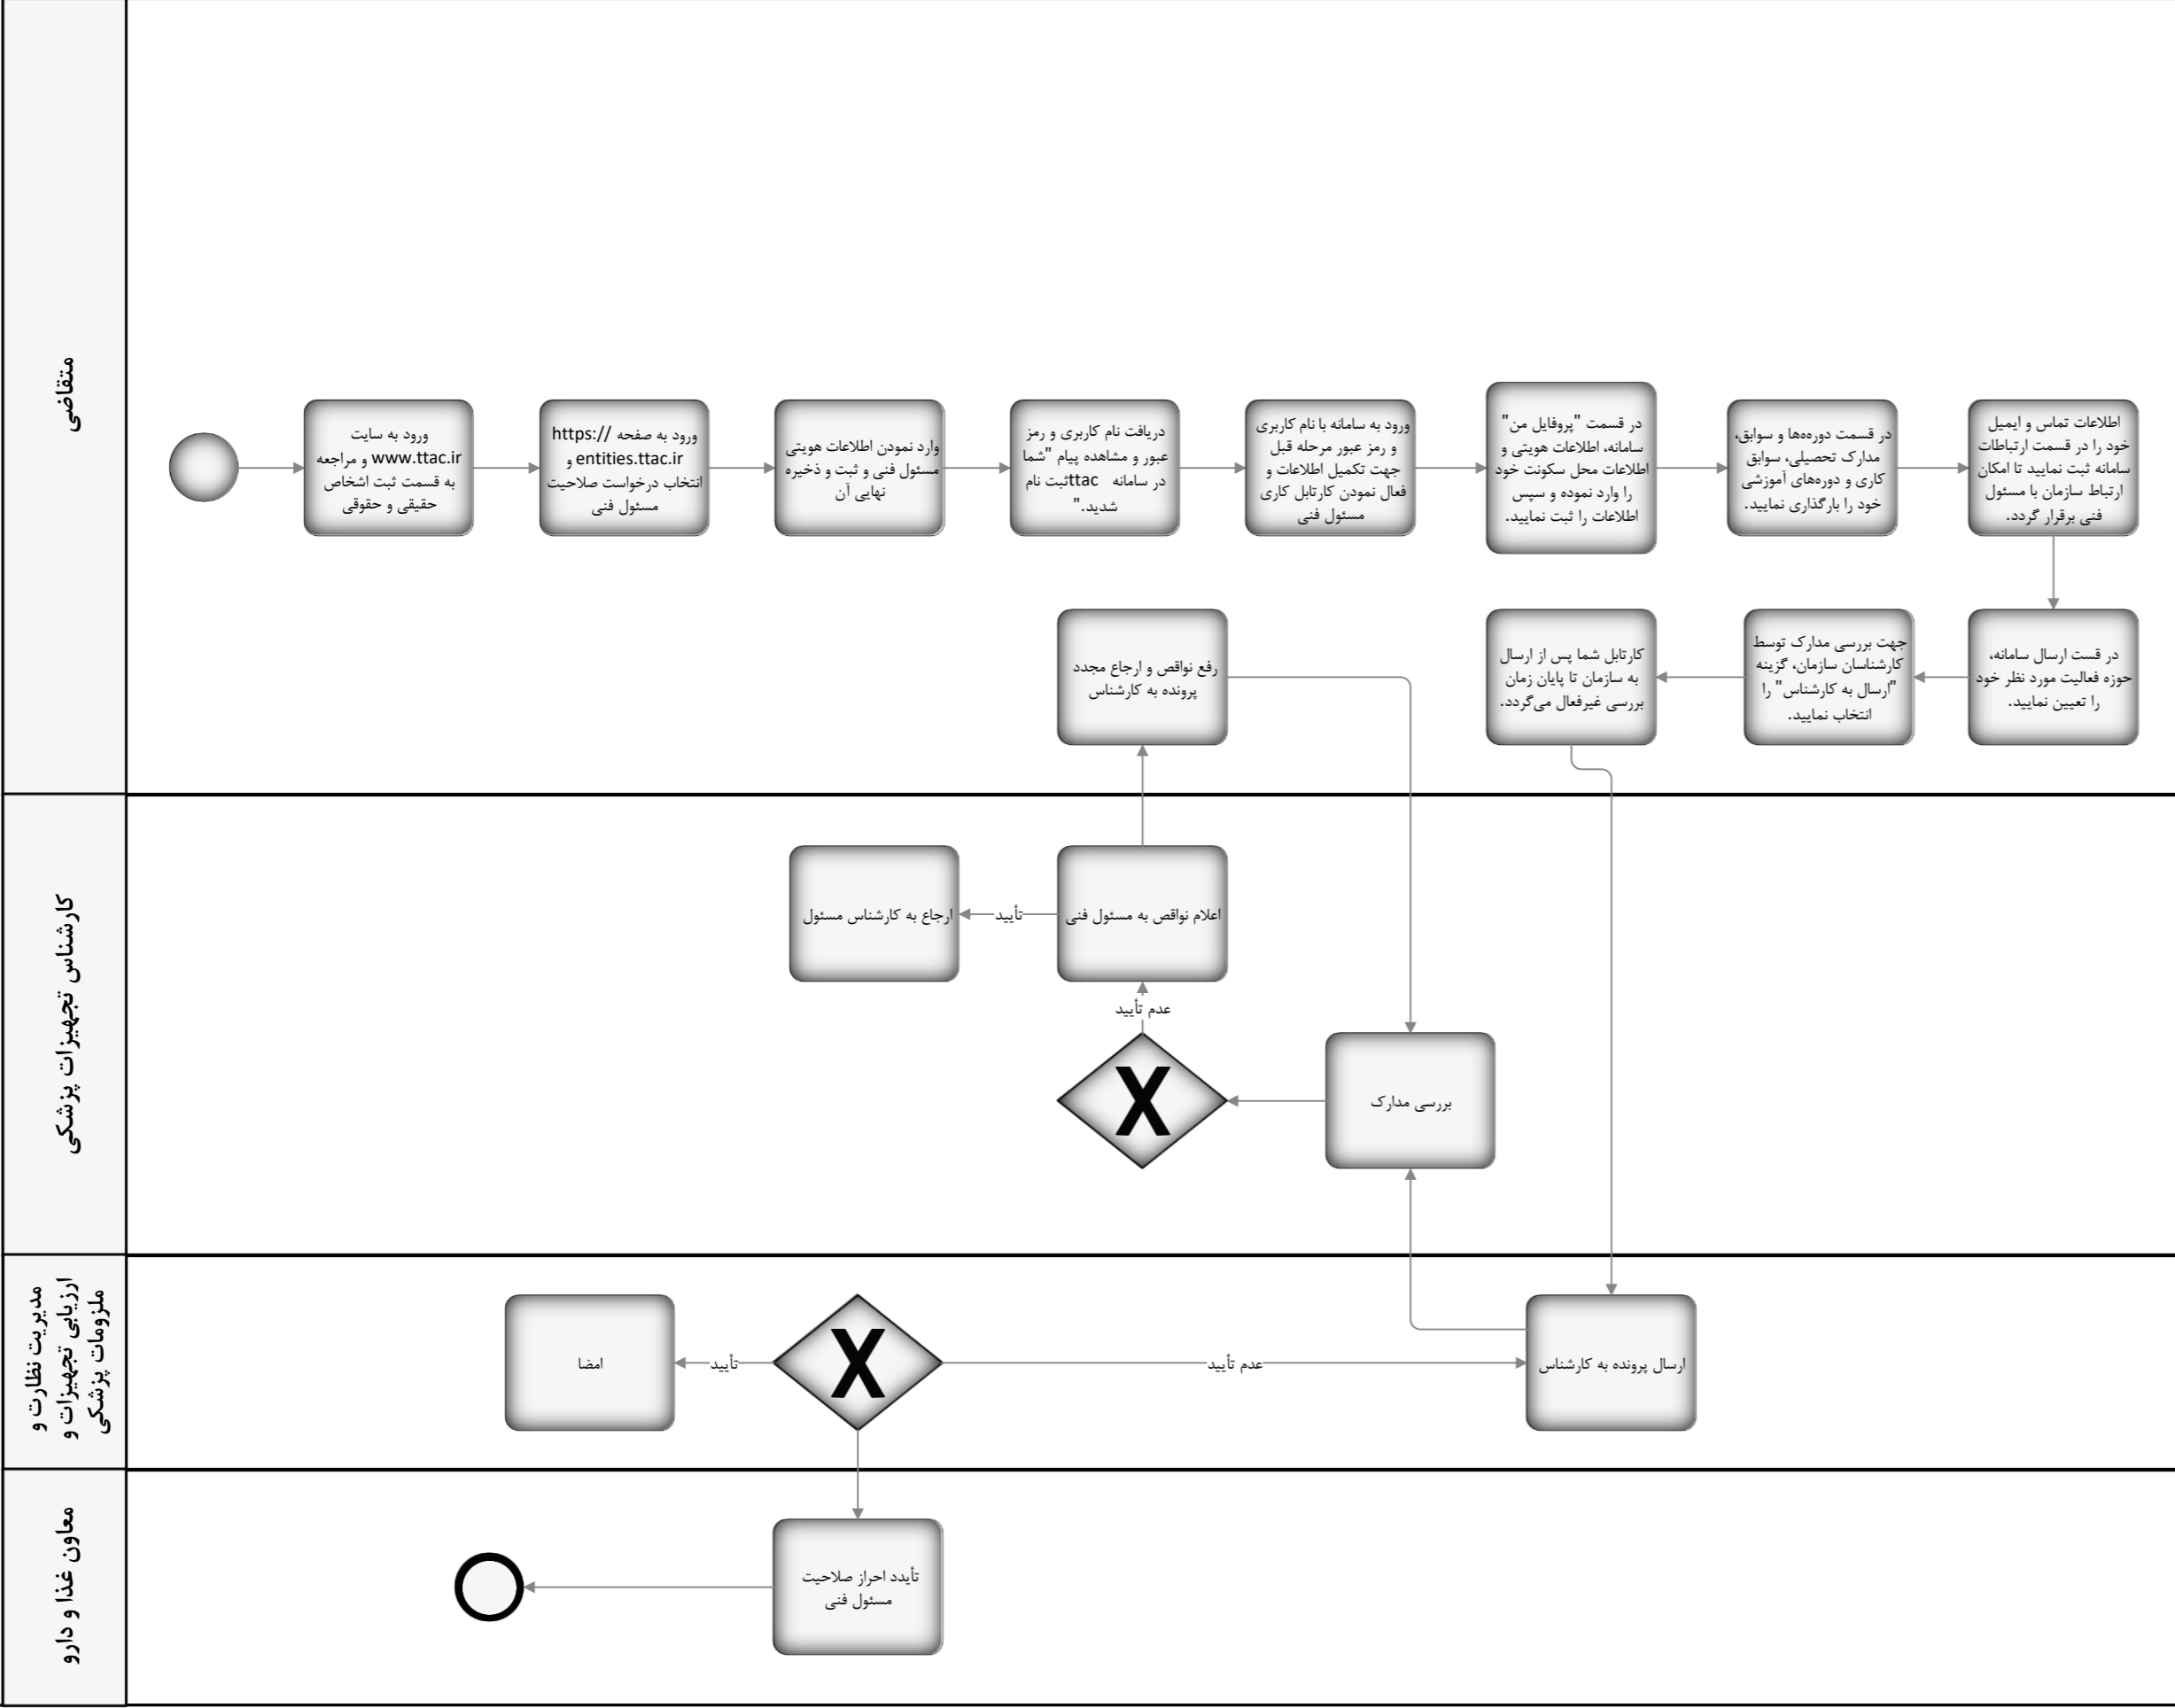 متقاضی
ورود به سایت
www.ttac.ir و مراجعه
به قسمت ثبت اشخاص
حقیقی و حقوقی
ورود به صفحه https://
entities.ttac.ir و
انتخاب درخواست صلاحیت
مسئول فنی
وارد نمودن اطلاعات هویتی
مسئول فنی و ثبت و ذخیره
نهایی آن
دریافت نام کاربری و رمز
عبور و مشاهده پیام "شما
در سامانه ttac ثبت نام
شدید."
ورود به سامانه با نام کاربری
و رمز عبور مرحله قبل
جهت تکمیل اطلاعات و
فعال نمودن کارتابل کاری
مسئول فنی
در قسمت "پروفایل من"
سامانه، اطلاعات هویتی و
اطلاعات محل سکونت خود
را وارد نموده و سپس
اطلاعات را ثبت نمایید.
در قسمت دوره‌ها و سوابق،
مدارک تحصیلی، سوابق
کاری و دوره‌های آموزشی
خود را بارگذاری نمایید.
اطلاعات تماس و ایمیل
خود را در قسمت ارتباطات
سامانه ثبت نمایید تا امکان
ارتباط سازمان با مسئول
فنی برقرار گردد.
در قست ارسال سامانه،
حوزه فعالیت مورد نظر خود
را تعیین نمایید.
جهت بررسی مدارک توسط
کارشناسان سازمان، گزینه
"ارسال به کارشناس" را
انتخاب نمایید.
کارتابل شما پس از ارسال
به سازمان تا پایان زمان
بررسی غیرفعال می‌گردد.
رفع نواقص و ارجاع مجدد
پرونده به کارشناس
کارشناس تجهیزات پزشکی
اعلام نواقص به مسئول فنی
تأیید
ارجاع به کارشناس مسئول
عدم تأیید
بررسی مدارک
مدیریت نظارت و
ارزیابی تجهیزات و
ملزومات پزشکی
ارسال پرونده به کارشناس
عدم تأیید
تأیید
امضا
معاون غذا و دارو
تأیدد احراز صلاحیت
مسئول فنی